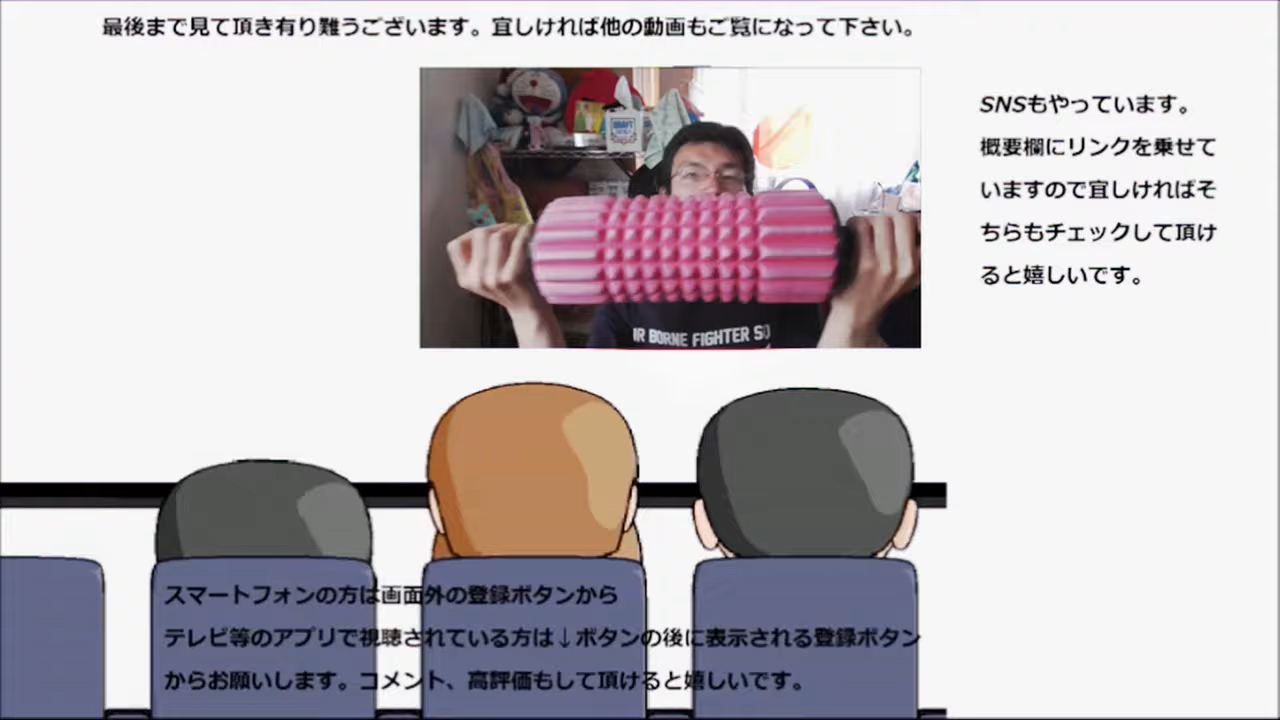 最後まで見て頂き有り難うございます。宜しければ他の動画もご覧になって下さい。
SNSもやっています。
概要欄にリンクを乗せて
いますので宜しければそ
ちらもチェックして頂け
ると嬉しいです。
IR BORNE FIGHTER SQ
スマートフォンの方は画面外の登録ボタンから
テレビ等のアプリで視聴されている方は↓ボタンの後に表示される登録ボタン
からお願いします。コメント、高評価もして頂けると嬉しいです。